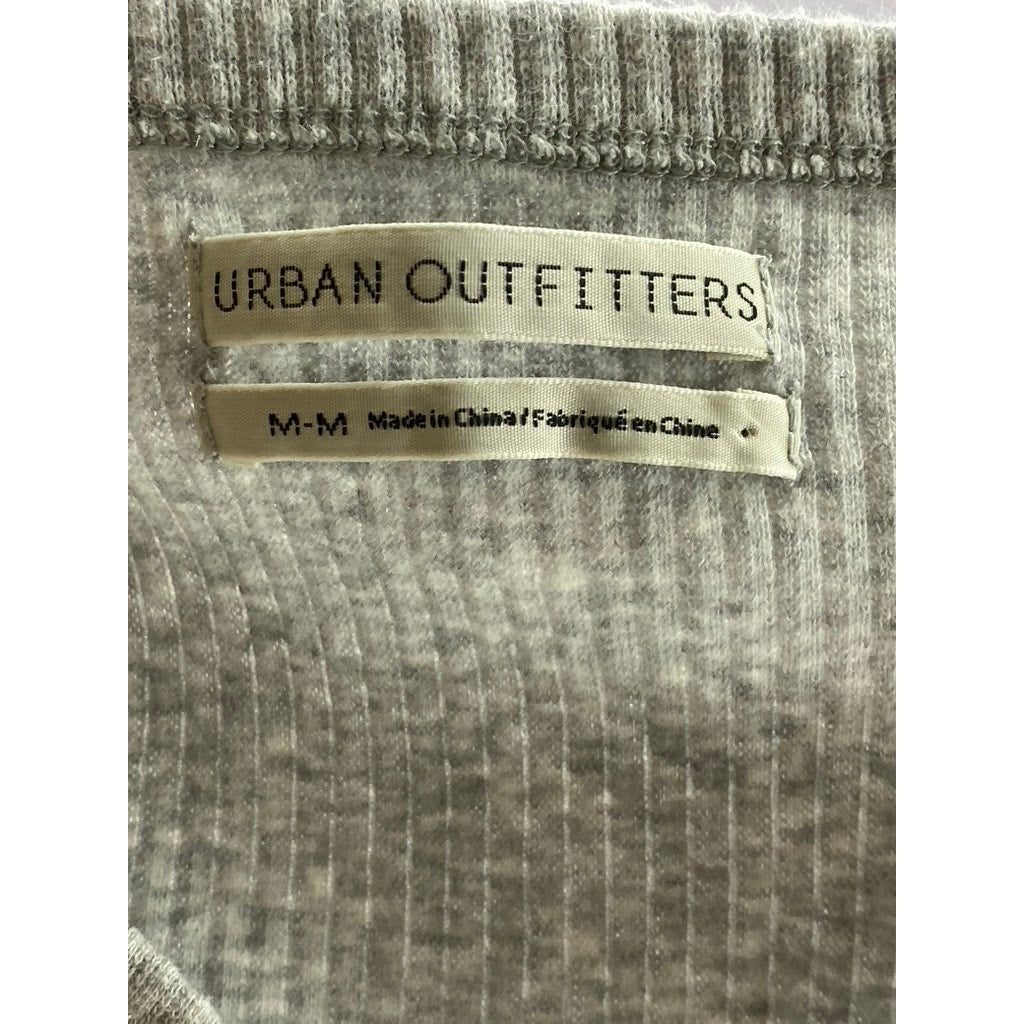 URBAN OUTFITTERS
M-M Made in China / Fabriqué en Chine